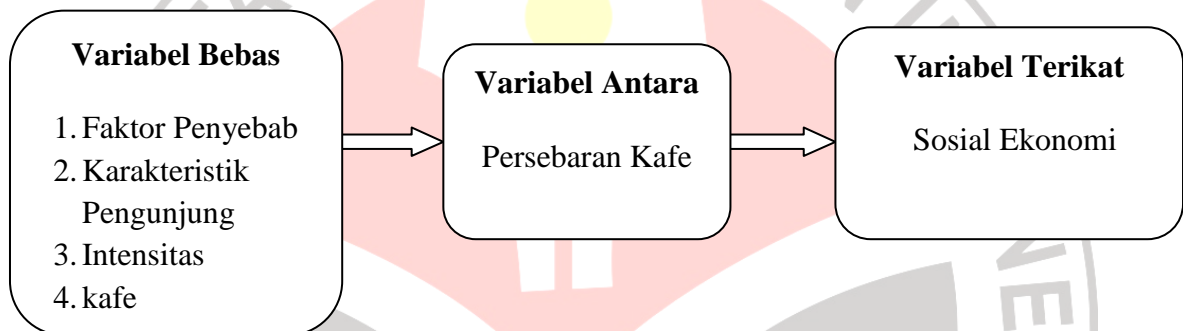 Variabel Bebas
1. Faktor Penyebab
2. Karakteristik
Pengunjung
3. Intensitas
4. kafe
Variabel Antara
Persebaran Kafe
Variabel Terikat
Sosial Ekonomi